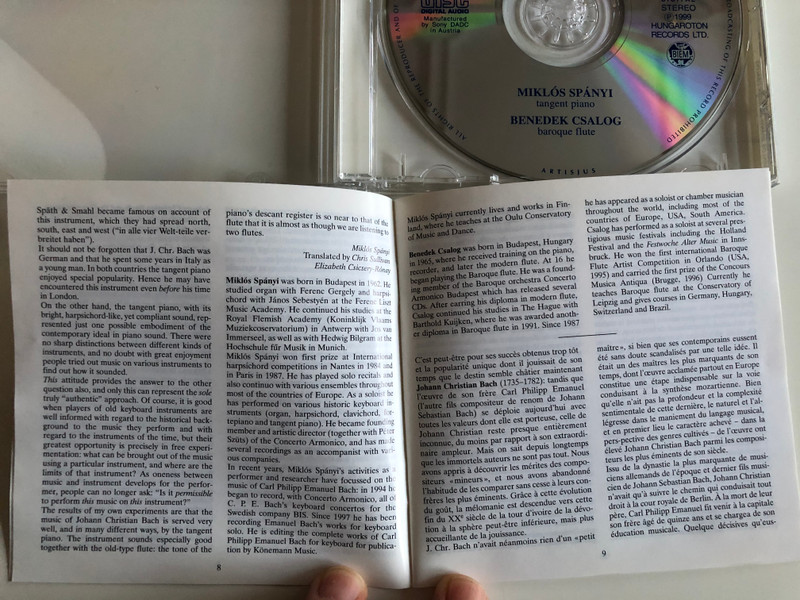 DISC
DIGITAL AUDIO
Manufactured
by Sony DADC
in Austria
STEREO
Ⓟ 1999
HUNGAROTON
RECORDS LTD.
BIEM
MIKLÓS SPÁNYI
tangent piano
BENEDEK CSALOG
baroque flute
ARTISJUS
ALL RIGHTS OF THE PRODUCER AND OF
BROADCASTING OF THIS RECORD PROHIBITED
Späth & Smahl became famous on account of
this instrument, which they had spread north,
south, east and west ("in alle vier Welt-teile ver-
breitet haben").
It should not be forgotten that J. Chr. Bach was
German and that he spent some years in Italy as
a young man. In both countries the tangent piano
enjoyed special popularity. Hence he may have
encountered this instrument even before his time
in London.
On the other hand, the tangent piano, with its
bright, harpsichord-like, yet compliant sound, rep-
resented just one possible embodiment of the
contemporary ideal in piano sound. There were
no sharp distinctions between different kinds of
instruments, and no doubt with great enjoyment
people tried out music on various instruments to
find out how it sounded.
This attitude provides the answer to the other
question also, and only this can represent the sole
truly "authentic" approach. Of course, it is good
when players of old keyboard instruments are
well informed with regard to the historical back-
ground to the music they perform and with
regard to the instruments of the time, but their
greatest opportunity is precisely in free experi-
mentation: what can be brought out of the music
using a particular instrument, and where are the
limits of that instrument? As oneness between
music and instrument develops for the perfor-
mer, people can no longer ask: "Is it permissible
to perform this music on this instrument?"
The results of my own experiments are that the
music of Johann Christian Bach is served very
well, and in many different ways, by the tangent
piano. The instrument sounds especially good
together with the old-type flute: the tone of the
piano's descant register is so near to that of the
flute that it is almost as though we are listening to
two flutes.
Miklós Spányi
Translated by Chris Sullivan
Elizabeth Csicsery-Rónay
Miklós Spányi was born in Budapest in 1962. He
studied organ with Ferenc Gergely and harpsi-
chord with János Sebestyén at the Ferenc Liszt
Music Academy. He continued his studies at the
Royal Flemish Academy (Koninklijk Vlaams
Muziekconservatorium) in Antwerp with Jos van
Immerseel, as well as with Hedwig Bilgram at the
Hochschule für Musik in Munich.
Miklós Spányi won first prize at International
harpsichord competitions in Nantes in 1984 and
in Paris in 1987. He has played solo recitals and
also continuo with various ensembles throughout
most of the countries of Europe. As a soloist he
has performed on various historic keyboard in-
struments (organ, harpsichord, clavichord, for-
tepiano and tangent piano). He became founding
member and artistic director (together with Péter
Szüts) of the Concerto Armonico, and has made
several recordings as an accompanist with vari-
ous companies.
In recent years, Miklós Spányi's activities as a
performer and researcher have focussed on the
music of Carl Philipp Emanuel Bach: in 1994 he
began to record, with Concerto Armonico, all of
C. P. E. Bach's keyboard concertos for the
Swedish company BIS. Since 1997 he has been
recording Emanuel Bach's works for keyboard
solo. He is editing the complete works of Carl
Philipp Emanuel Bach for keyboard for publica-
tion by Könemann Music.
8
Miklós Spányi currently lives and works in Fin-
land, where he teaches at the Oulu Conservatory
of Music and Dance.
Benedek Csalog was born in Budapest, Hungary
in 1965, where he received training on the piano,
recorder, and later the modern flute. At 16 he
begun playing the Baroque flute. He was a found-
ing member of the Baroque orchestra Concerto
Armonico Budapest which has released several
CDs. After earning his diploma in modern flute,
Csalog continued his studies in The Hague with
Barthold Kuijken, where he was awarded anoth-
er diploma in Baroque flute in 1991. Since 1987
he has appeared as a soloist or chamber musician
throughout the world, including most of the
countries of Europe, USA, South America.
Csalog has performed as a soloist at several pres-
tigious music festivals including the Holland
Festival and the Festwoche Alter Music in Inns-
bruck. He won the first international Baroque
Flute Artist Competition in Orlando (USA,
1995) and carried the first prize of the Concours
Musica Antiqua (Brugge, 1996) Currently he
teaches Baroque flute at the Conservatory of
Leipzig and gives courses in Germany, Hungary,
Switzerland and Brazil.
C'est peut-être pour ses succès obtenus trop tôt
et la popularité unique dont il jouissait de son
temps que le destin semble châtier maintenant
Johann Christian Bach (1735–1782): tandis que
l'œuvre de son frère Carl Philipp Emanuel
(l'autre fils compositeur de renom de Johann
Sebastian Bach) se déploie aujourd'hui avec
toutes les valeurs dont elle est porteuse, celle de
Johann Christian reste presque entièrement
inconnue, du moins par rapport à son extraordi-
naire ampleur. Mais on sait depuis longtemps
que les immortels auteurs ne sont pas tout. Nous
avons appris à découvrir les mérites des compo-
siteurs «mineurs», et nous avons abandonné
l'habitude de les comparer sans cesse à leurs con-
frères les plus éminents. Grâce à cette évolution
du goût, la mélomanie est descendue vers cette
fin du XXe siècle de la tour d'ivoire de la dévo-
tion à la sphère peut-être inférieure, mais plus
accueillante de la jouissance.
J. Chr. Bach n'avait néanmoins rien d'un «petit
maître», si bien que ses contemporains eussent
été sans doute scandalisés par une telle idée. Il
était un des maîtres les plus marquants de son
temps, dont l'œuvre acclamée partout en Europe
constitue une étape indispensable sur la voie
conduisant à la synthèse mozartienne. Bien
qu'elle n'ait pas la profondeur et la complexité
sentimentale de cette dernière, le naturel et l'al-
légresse dans le maniement du langage musical,
et en premier lieu le caractère achevé – dans la
perspective des genres cultivés – de l'œuvre ont
élevé Johann Christian Bach parmi les composi-
teurs les plus éminents de son siècle.
Issu de la dynastie la plus marquante de musi-
ciens allemands de l'époque et dernier fils musi-
cien de Johann Sebastian Bach, Johann Christian
n'avait qu'à suivre le chemin qui conduisait tout
droit à la cour royale de Berlin. À la mort de leur
père, Carl Philipp Emanuel fit venir à la capitale
son frère âgé de quinze ans et se chargea de son
éducation musicale. Quelque décisives qu'eus-
9